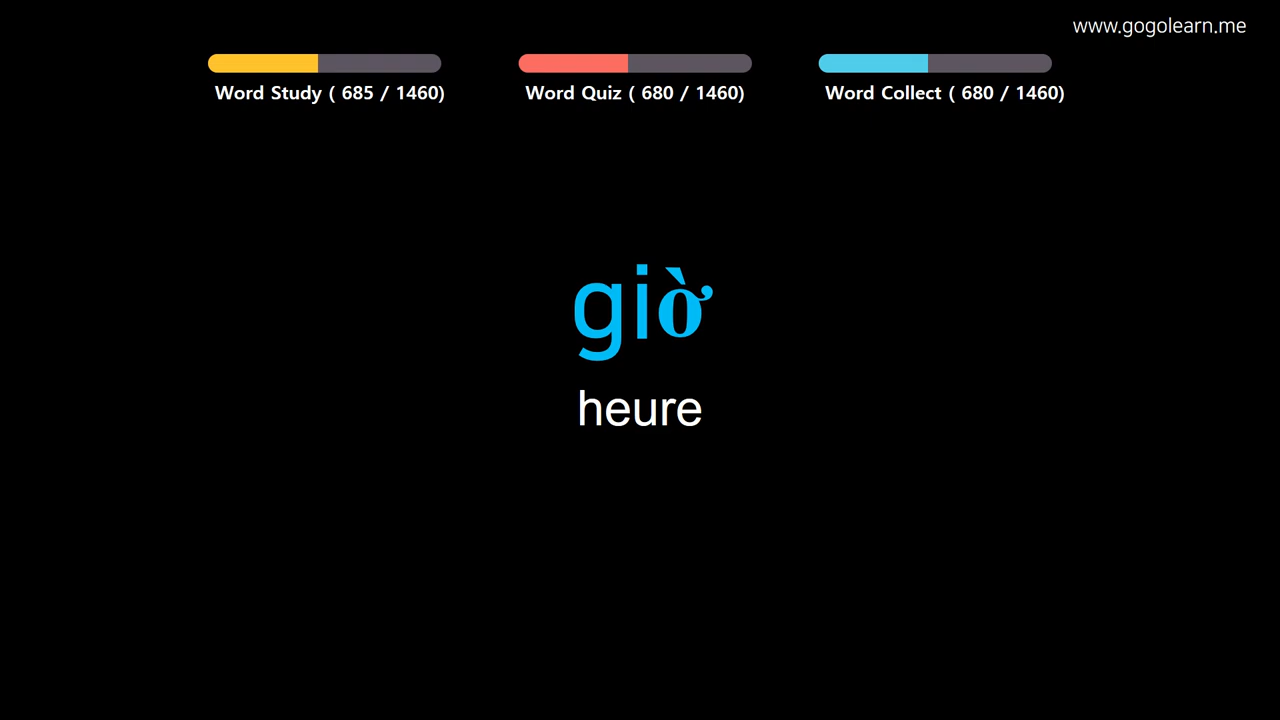 www.gogolearn.me
Word Study ( 685 / 1460)
Word Quiz ( 680 / 1460)
Word Collect ( 680 / 1460)
giờ
heure